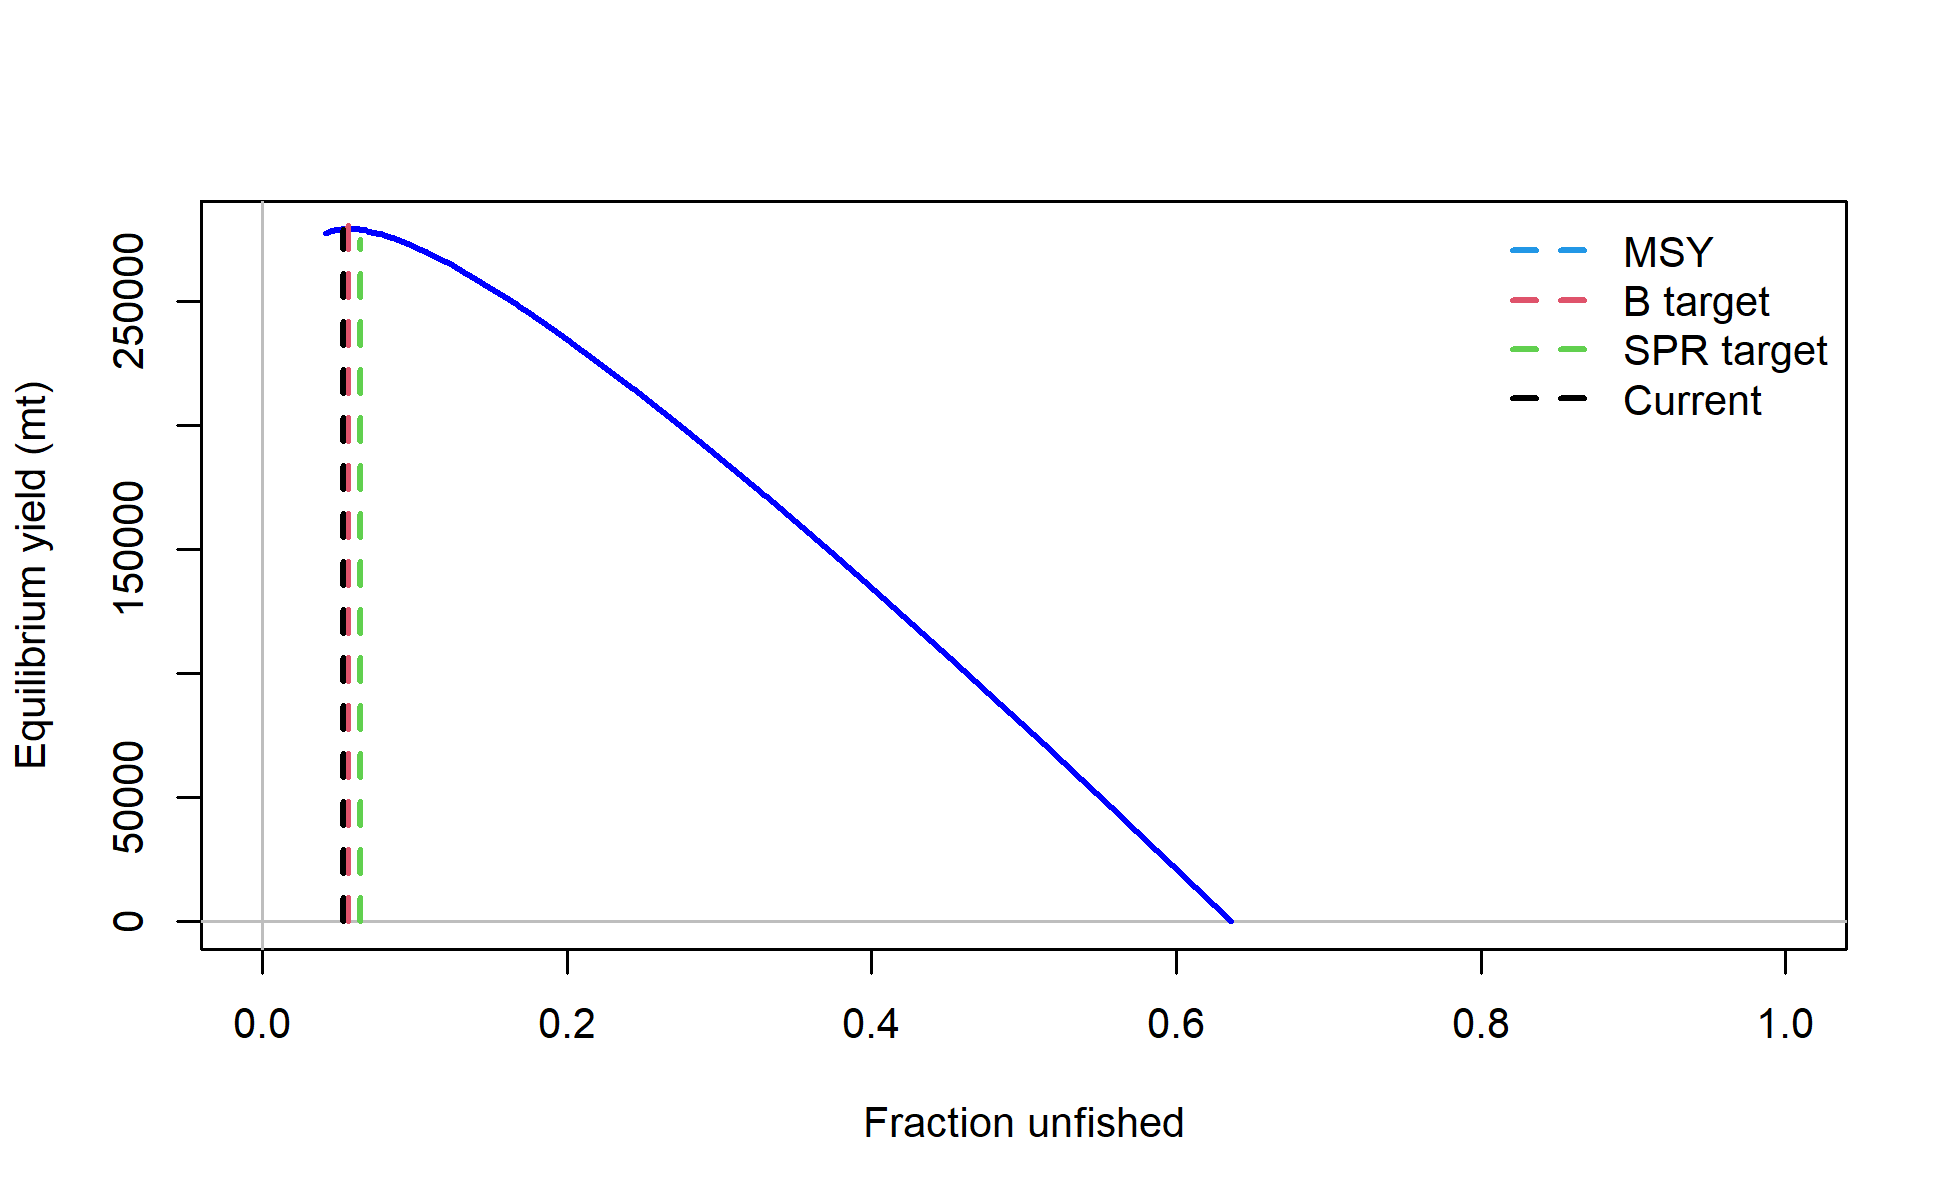 MSY
B target
SPR target
Current
Equilibrium yield (mt)
250000
150000
50000
0
0.0 0.2 0.4 0.6 0.8 1.0
Fraction unfished